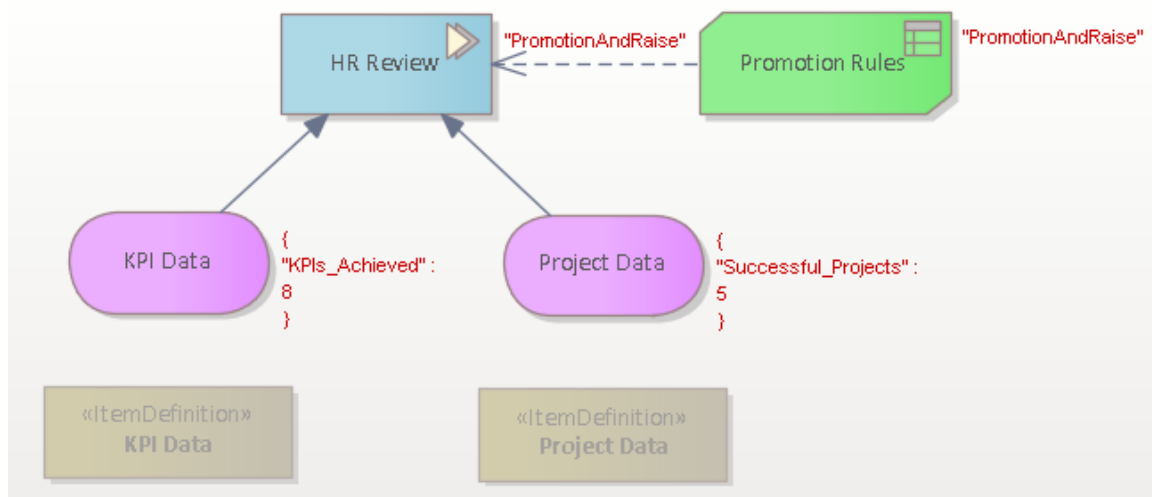 HR Review
"PromotionAndRaise"
Promotion Rules
"PromotionAndRaise"
KPI Data
{
"KPIs_Achieved" :
8
}
Project Data
{
"Successful_Projects" :
5
}
«ItemDefinition»
KPI Data
«ItemDefinition»
Project Data